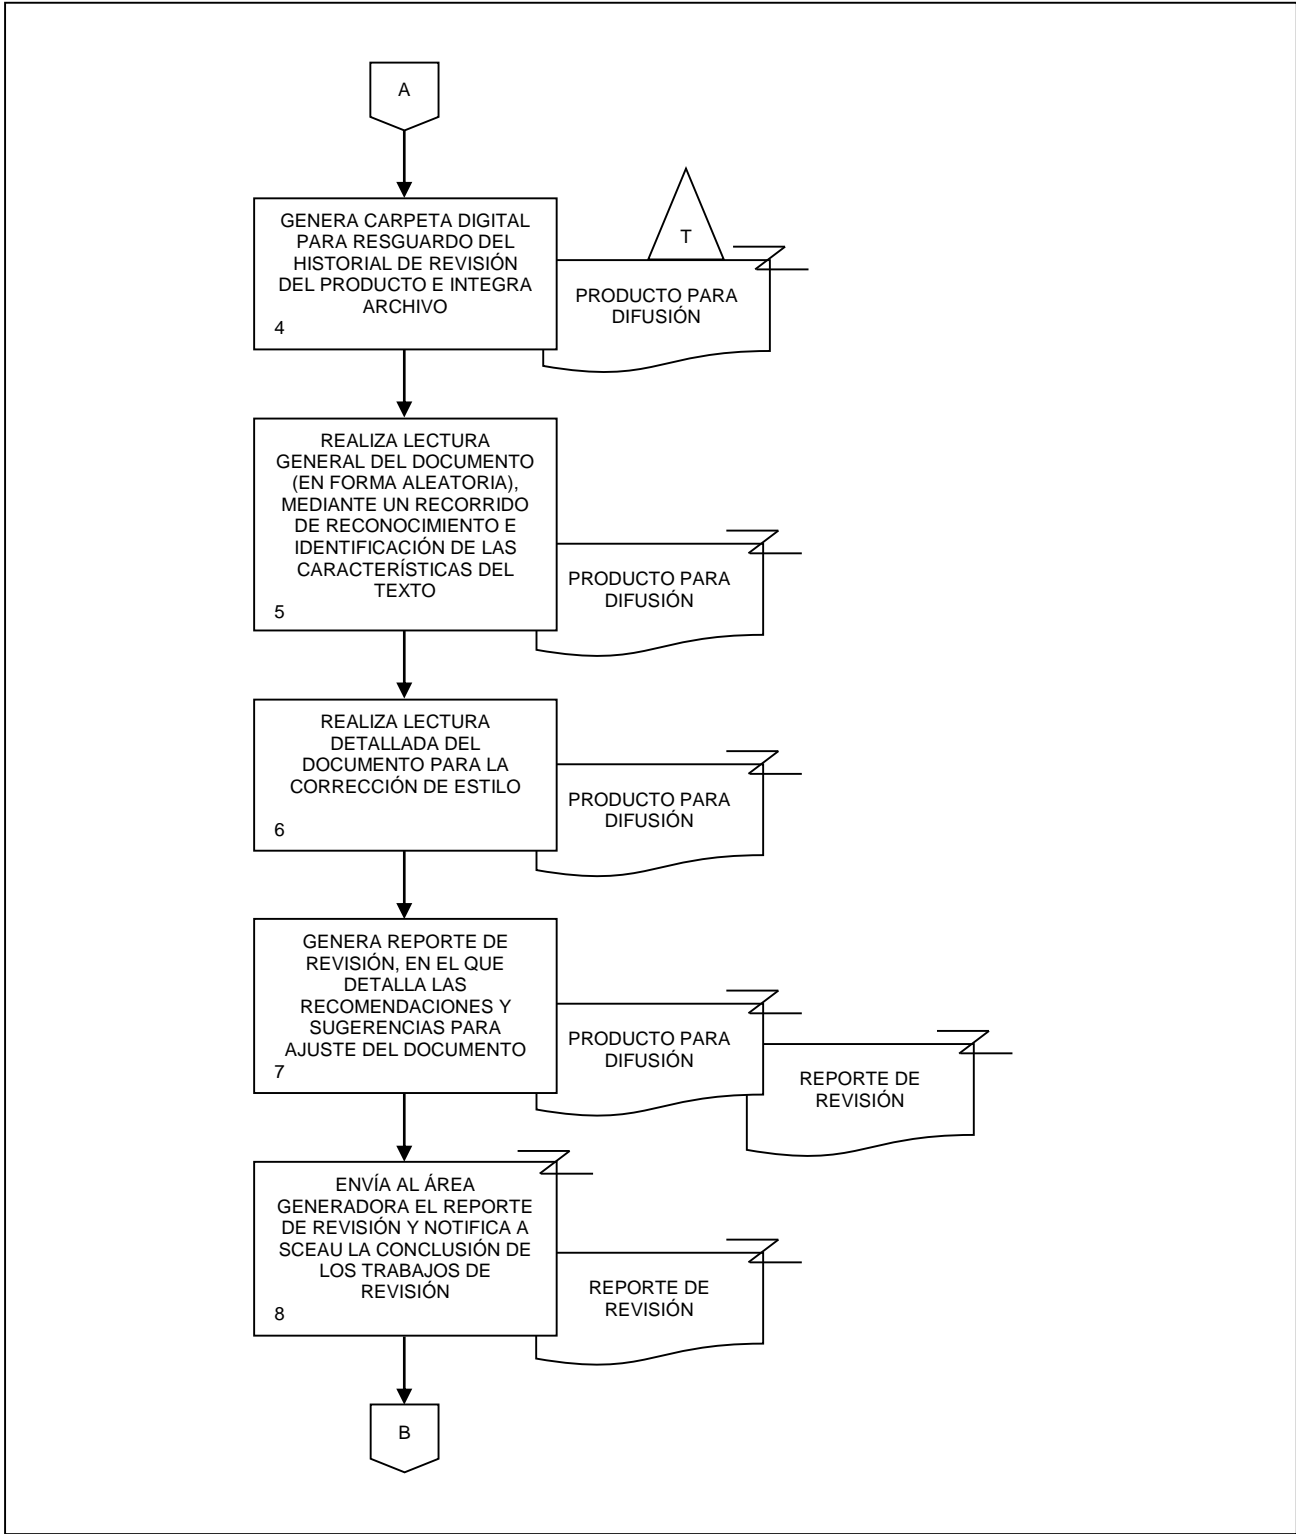 A
GENERA CARPETA DIGITAL
PARA RESGUARDO DEL
HISTORIAL DE REVISIÓN
DEL PRODUCTO E INTEGRA
ARCHIVO
4
T
PRODUCTO PARA
DIFUSIÓN
REALIZA LECTURA
GENERAL DEL DOCUMENTO
(EN FORMA ALEATORIA),
MEDIANTE UN RECORRIDO
DE RECONOCIMIENTO E
IDENTIFICACIÓN DE LAS
CARACTERÍSTICAS DEL
TEXTO
5
PRODUCTO PARA
DIFUSIÓN
REALIZA LECTURA
DETALLADA DEL
DOCUMENTO PARA LA
CORRECCIÓN DE ESTILO
6
PRODUCTO PARA
DIFUSIÓN
GENERA REPORTE DE
REVISIÓN, EN EL QUE
DETALLA LAS
RECOMENDACIONES Y
SUGERENCIAS PARA
AJUSTE DEL DOCUMENTO
7
PRODUCTO PARA
DIFUSIÓN
REPORTE DE
REVISIÓN
ENVÍA AL ÁREA
GENERADORA EL REPORTE
DE REVISIÓN Y NOTIFICA A
SCEAU LA CONCLUSIÓN DE
LOS TRABAJOS DE
REVISIÓN
8
REPORTE DE
REVISIÓN
B